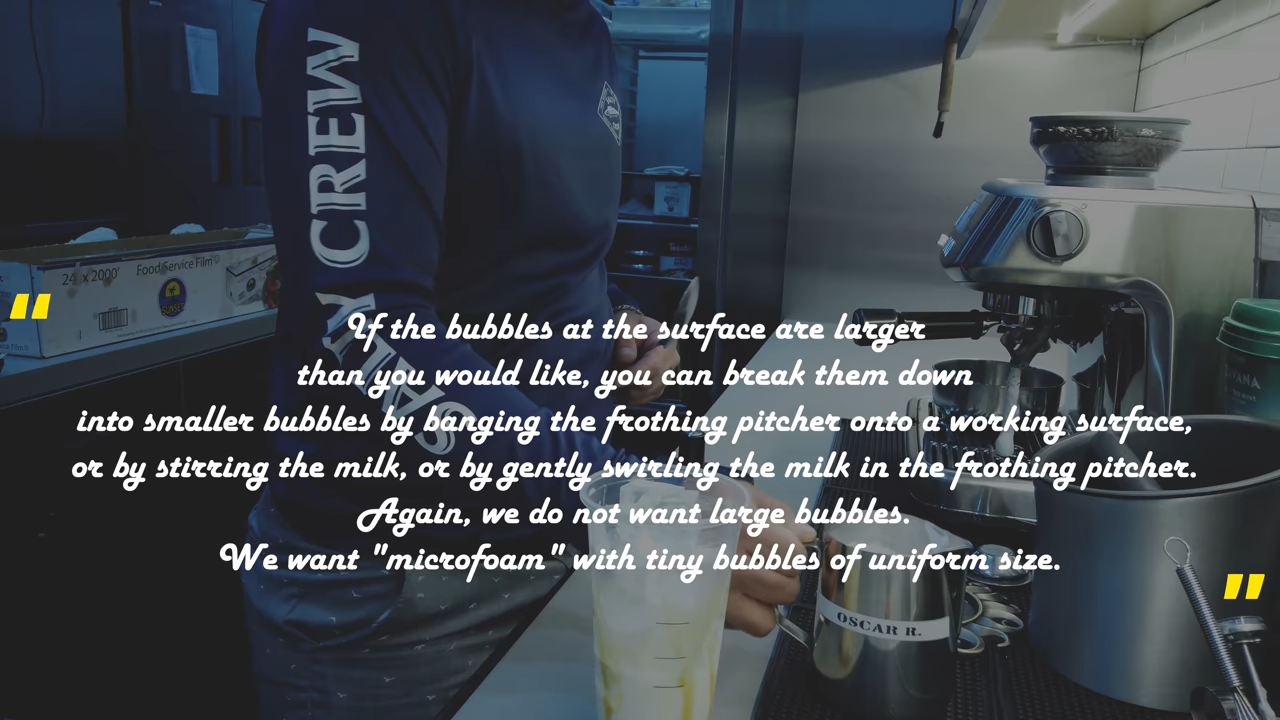 SALTY CREW
24" x 2000'
Food Service Film
SUNSET
"If the bubbles at the surface are larger
than you would like, you can break them down
into smaller bubbles by banging the frothing pitcher onto a working surface,
or by stirring the milk, or by gently swirling the milk in the frothing pitcher.
Again, we do not want large bubbles.
We want "microfoam" with tiny bubbles of uniform size."
OSCAR R.